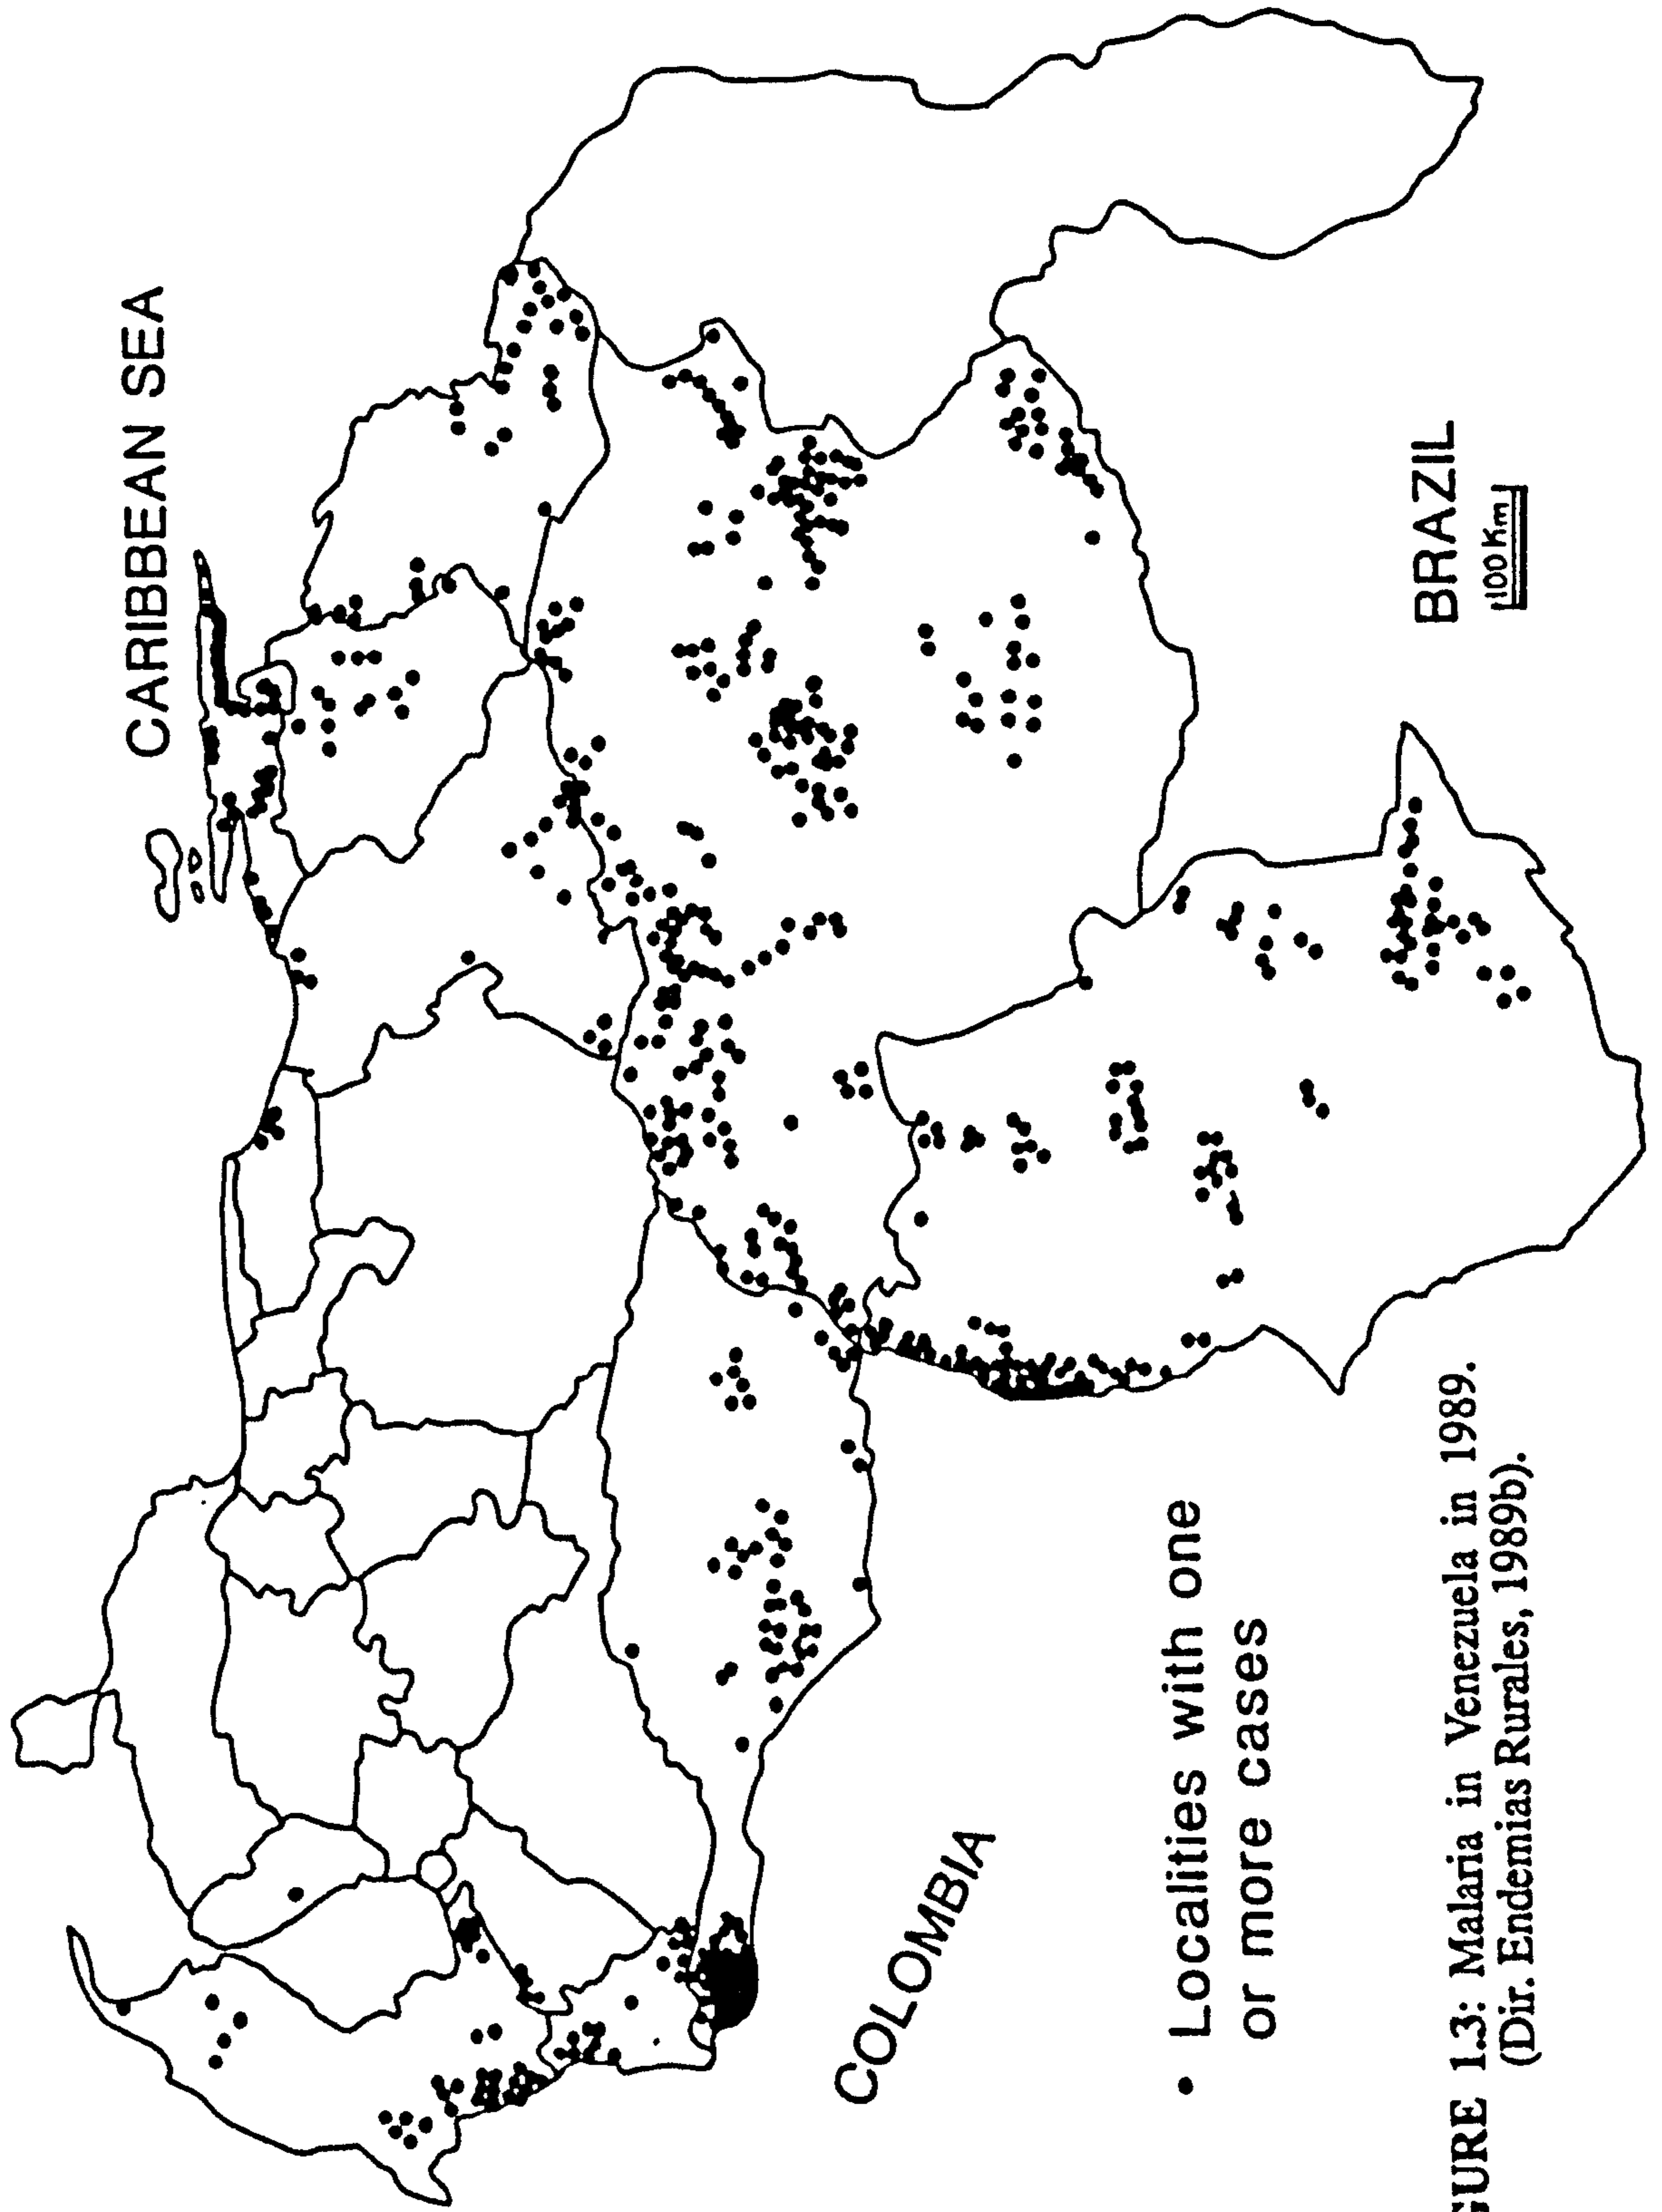 CARIBBEAN SEA
COLOMBIA
BRAZIL
100 Km
• Localities with one
or more cases
GURE 1.3: Malaria in Venezuela in 1989.
(Dir. Endemias Rurales, 1989b).